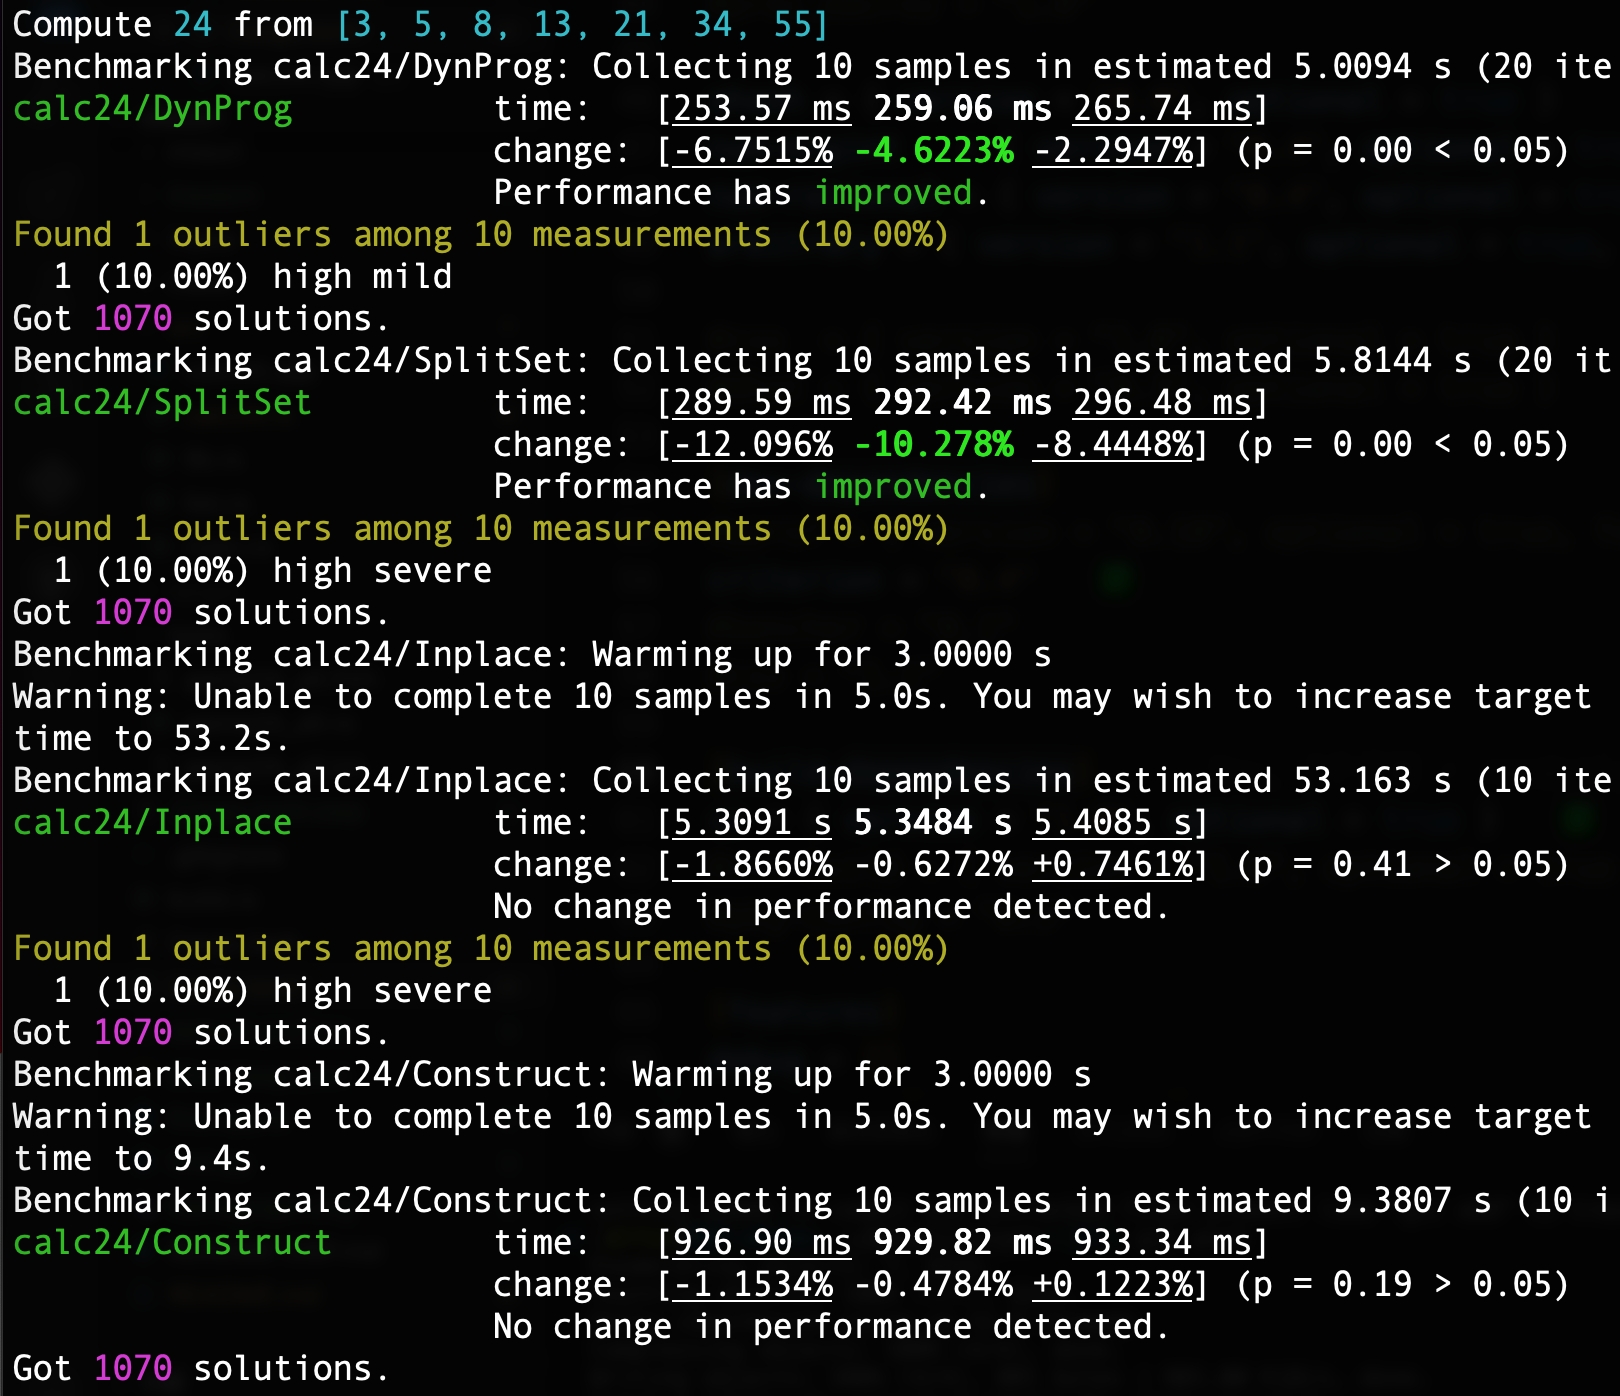 Compute 24 from [3, 5, 8, 13, 21, 34, 55]
Benchmarking calc24/DynProg: Collecting 10 samples in estimated 5.0094 s (20 ite
calc24/DynProg          time:   [253.57 ms 259.06 ms 265.74 ms]
                        change: [-6.7515% -4.6223% -2.2947%] (p = 0.00 < 0.05)
                        Performance has improved.
Found 1 outliers among 10 measurements (10.00%)
  1 (10.00%) high mild
Got 1070 solutions.
Benchmarking calc24/SplitSet: Collecting 10 samples in estimated 5.8144 s (20 it
calc24/SplitSet         time:   [289.59 ms 292.42 ms 296.48 ms]
                        change: [-12.096% -10.278% -8.4448%] (p = 0.00 < 0.05)
                        Performance has improved.
Found 1 outliers among 10 measurements (10.00%)
  1 (10.00%) high severe
Got 1070 solutions.
Benchmarking calc24/Inplace: Warming up for 3.0000 s
Warning: Unable to complete 10 samples in 5.0s. You may wish to increase target
time to 53.2s.
Benchmarking calc24/Inplace: Collecting 10 samples in estimated 53.163 s (10 ite
calc24/Inplace          time:   [5.3091 s 5.3484 s 5.4085 s]
                        change: [-1.8660% -0.6272% +0.7461%] (p = 0.41 > 0.05)
                        No change in performance detected.
Found 1 outliers among 10 measurements (10.00%)
  1 (10.00%) high severe
Got 1070 solutions.
Benchmarking calc24/Construct: Warming up for 3.0000 s
Warning: Unable to complete 10 samples in 5.0s. You may wish to increase target
time to 9.4s.
Benchmarking calc24/Construct: Collecting 10 samples in estimated 9.3807 s (10 i
calc24/Construct        time:   [926.90 ms 929.82 ms 933.34 ms]
                        change: [-1.1534% -0.4784% +0.1223%] (p = 0.19 > 0.05)
                        No change in performance detected.
Got 1070 solutions.